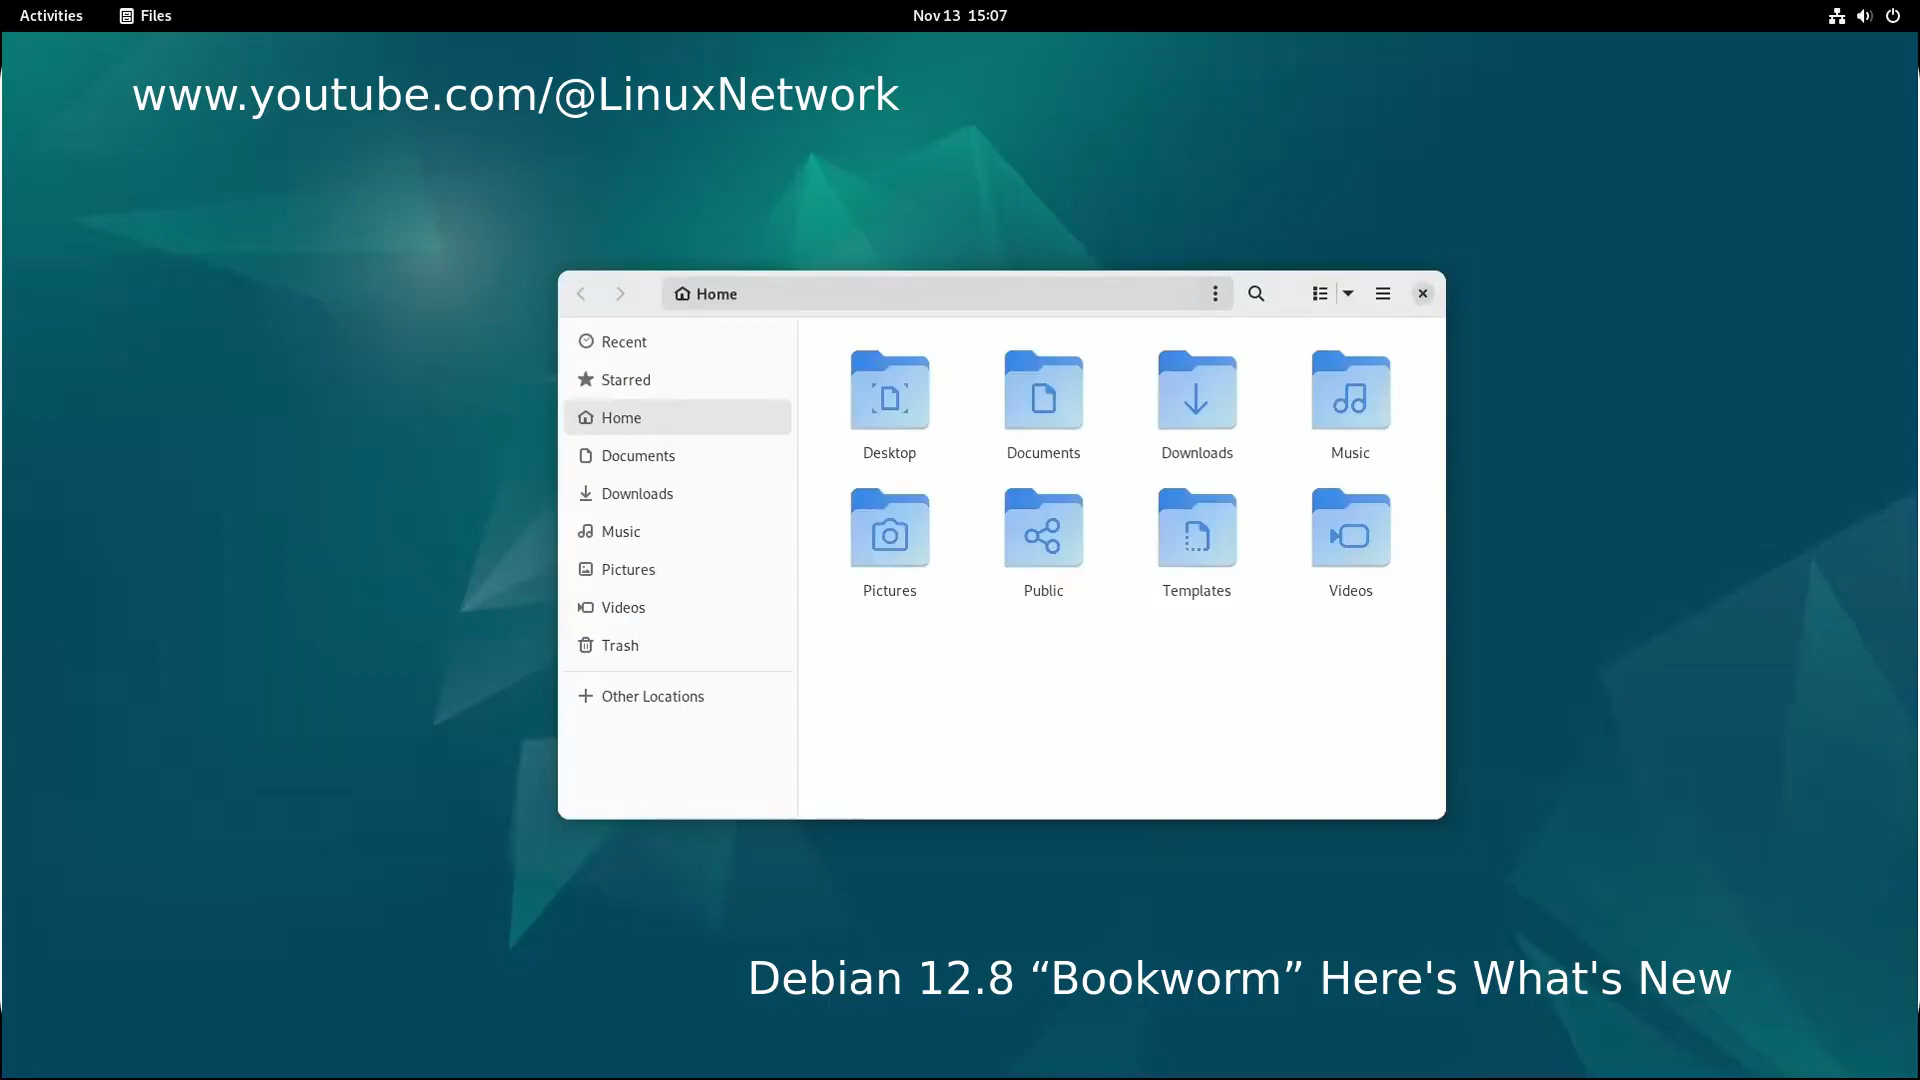 Activities Files Nov 13 15:07
www.youtube.com/@LinuxNetwork
Home
Recent
Starred
Home
Documents
Downloads
Music
Pictures
Videos
Trash
Other Locations
Desktop Documents Downloads Music
Pictures Public Templates Videos
Debian 12.8 “Bookworm” Here's What's New